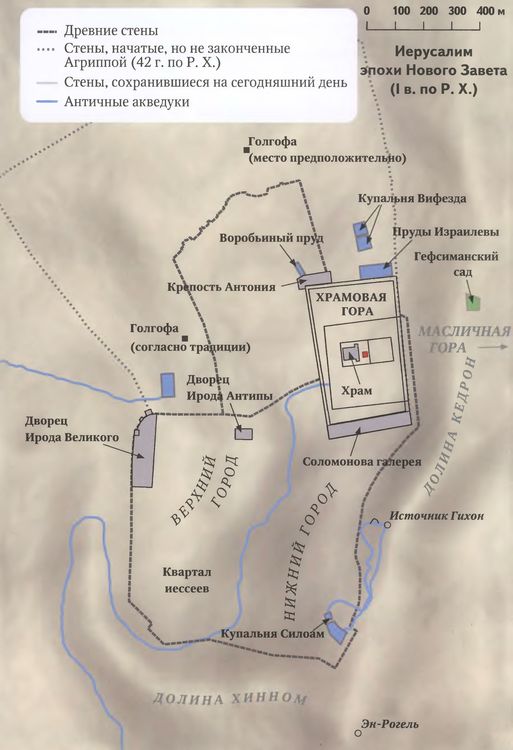 Древние стены
Стены, начатые, но не законченные
Агриппой (42 г. по Р. Х.)
Стены, сохранившиеся на сегодняшний день
Античные акведуки
0 100 200 400 м
Иерусалим
эпохи Нового Завета
(I в. по Р. Х.)
Голгофа
(место предположительно)
Купальня Вифезда
Воробьиный пруд
Пруды Израилевы
Гефсиманский
сад
Крепость Антония
ХРАМОВАЯ
ГОРА
Голгофа
(согласно традиции)
МАСЛИЧНАЯ
ГОРА
Храм
Дворец
Ирода Антипы
Дворец
Ирода Великого
ДОЛИНА КЕДРОН
Соломонова галерея
ВЕРХНИЙ
ГОРОД
НИЖНИЙ ГОРОД
Источник Гихон
Квартал
иессеев
Купальня Силоам
ДОЛИНА ХИННОМ
Эн-Рогель